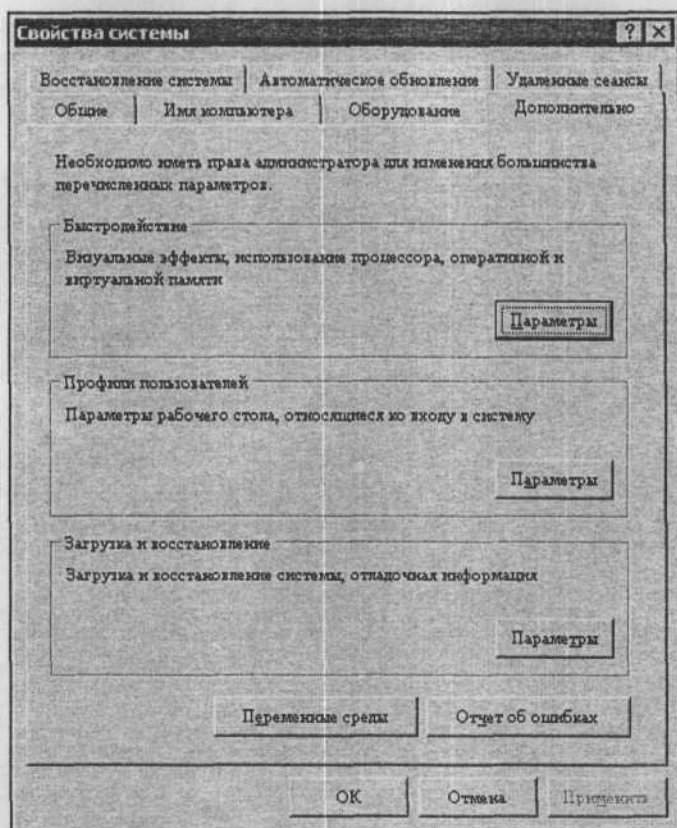 Свойства системы
Восстановление системы Автоматическое обновление Удаленные сеансы
Общие Имя компьютера Оборудование Дополнительно
Необходимо иметь права администратора для изменения большинства
перечисленных параметров.
Быстродействие
Визуальные эффекты, использование процессора, оперативной и
виртуальной памяти
Параметры
Профили пользователей
Параметры рабочего стола, относящиеся ко входу в систему
Параметры
Загрузка и восстановление
Загрузка и восстановление системы, отладочная информация
Параметры
Переменные среды Отчет об ошибках
ОК Отмена Применить